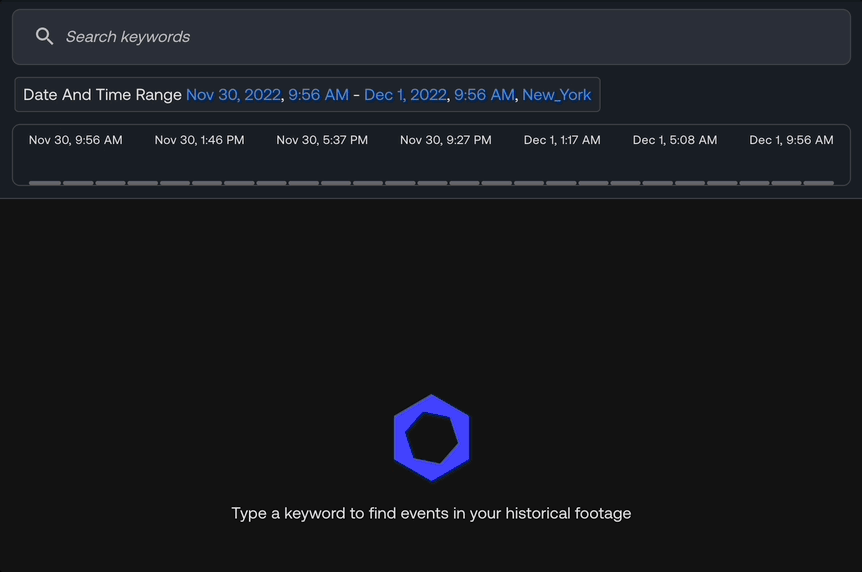 Search keywords
Date And Time Range Nov 30, 2022, 9:56 AM - Dec 1, 2022, 9:56 AM, New_York
Nov 30, 9:56 AM Nov 30, 1:46 PM Nov 30, 5:37 PM Nov 30, 9:27 PM Dec 1, 1:17 AM Dec 1, 5:08 AM Dec 1, 9:56 AM
Type a keyword to find events in your historical footage